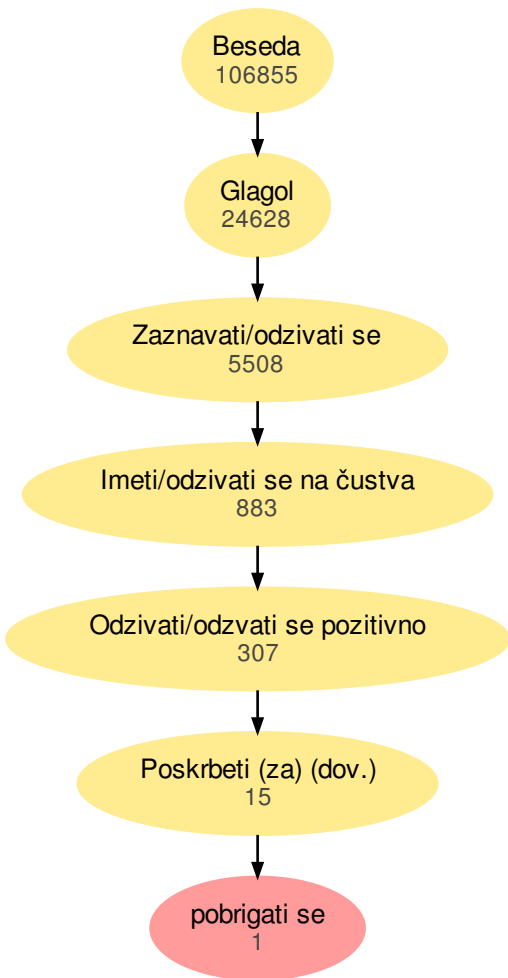 Beseda
106855
Glagol
24628
Zaznavati/odzivati se
5508
Imeti/odzivati se na čustva
883
Odzivati/odzvati se pozitivno
307
Poskrbeti (za) (dov.)
15
pobrigati se
1